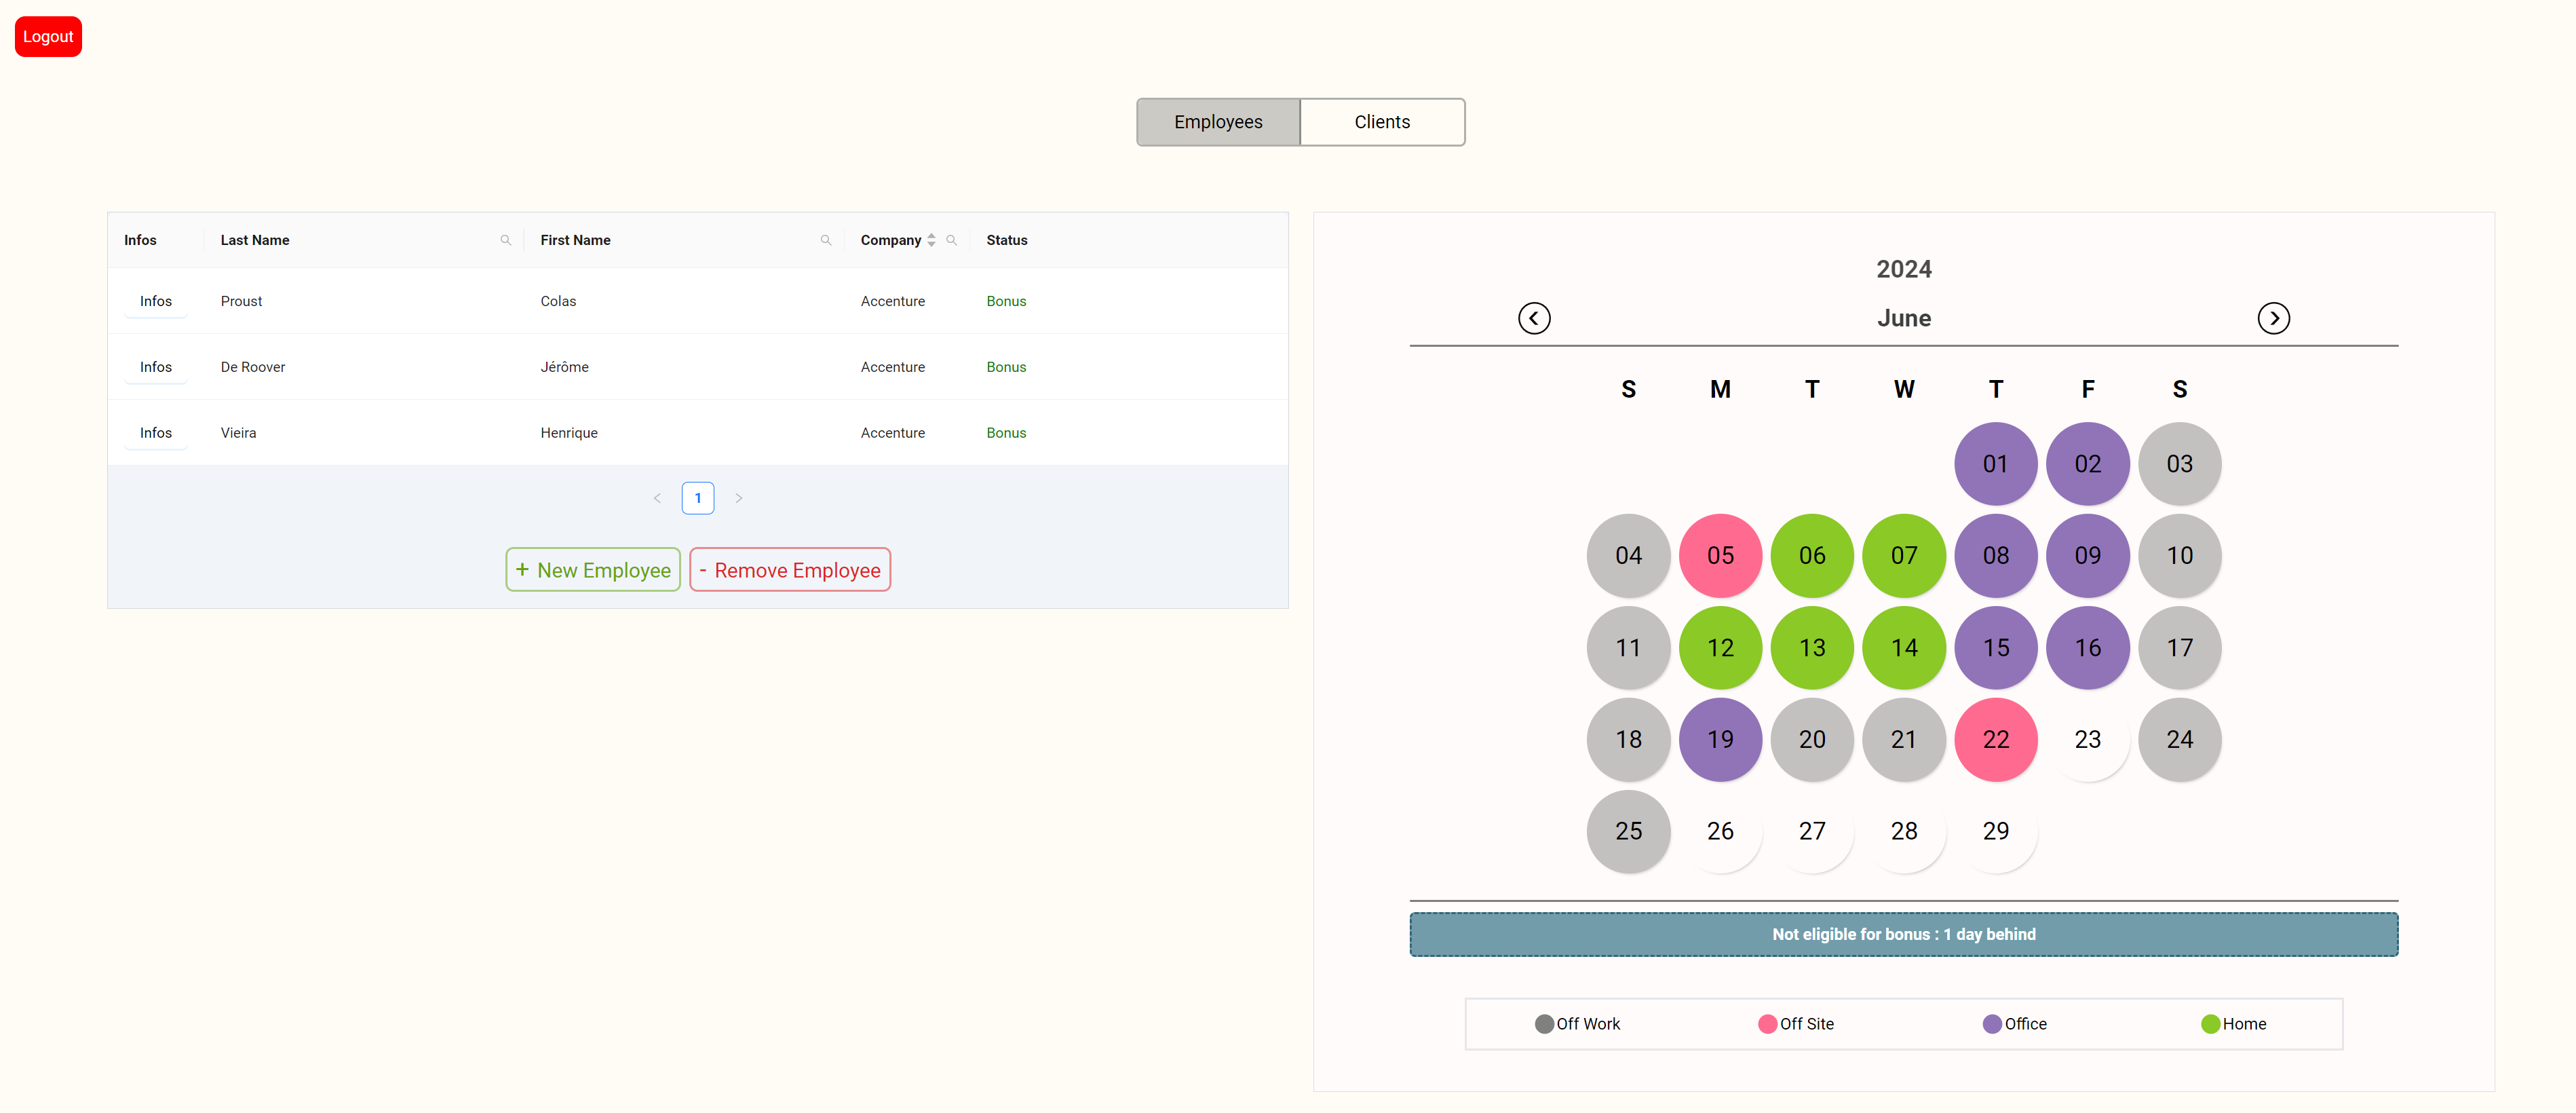 Logout
Employees Clients
Infos Last Name First Name Company Status
Infos Proust Colas Accenture Bonus
Infos De Roover Jérôme Accenture Bonus
Infos Vieira Henrique Accenture Bonus
< 1 >
+ New Employee - Remove Employee
2024
June
S M T W T F S
01 02 03
04 05 06 07 08 09 10
11 12 13 14 15 16 17
18 19 20 21 22 23 24
25 26 27 28 29
Not eligible for bonus : 1 day behind
Off Work Off Site Office Home